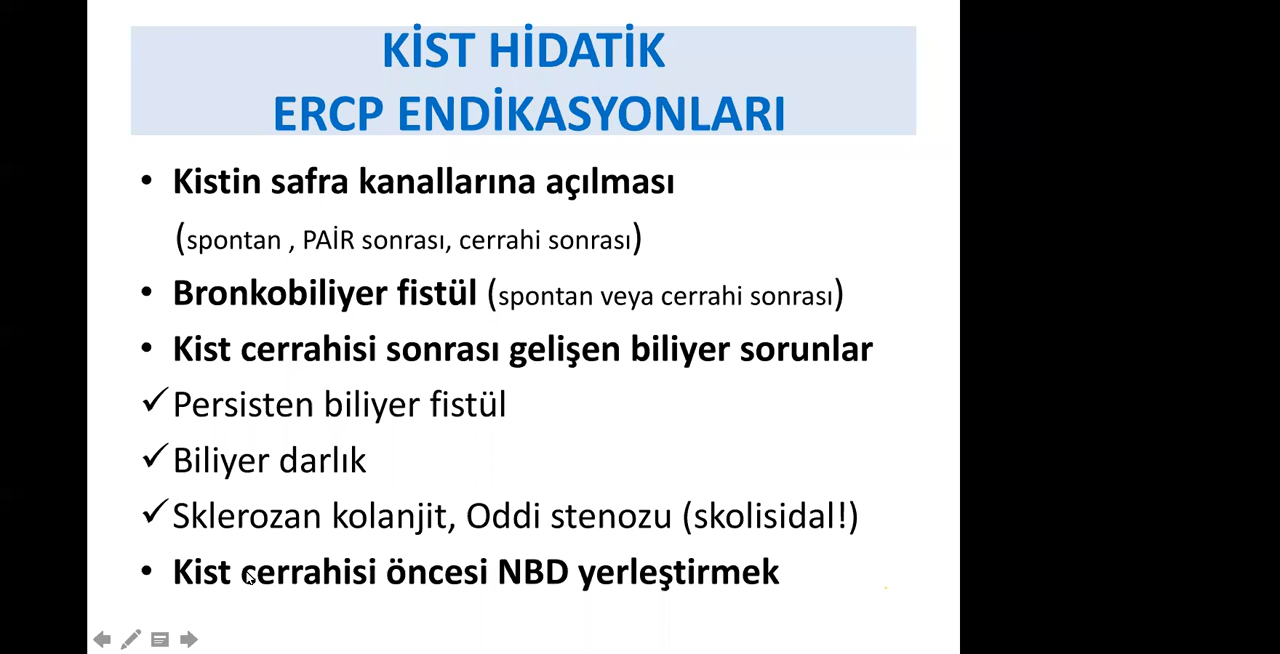 KİST HİDATİK
ERCP ENDİKASYONLARI
• Kistin safra kanallarına açılması
(spontan , PAİR sonrası, cerrahi sonrası)
• Bronkobiliyer fistül (spontan veya cerrahi sonrası)
• Kist cerrahisi sonrası gelişen biliyer sorunlar
✓Persisten biliyer fistül
✓Biliyer darlık
✓Sklerozan kolanjit, Oddi stenozu (skolisidal!)
• Kist cerrahisi öncesi NBD yerleştirmek